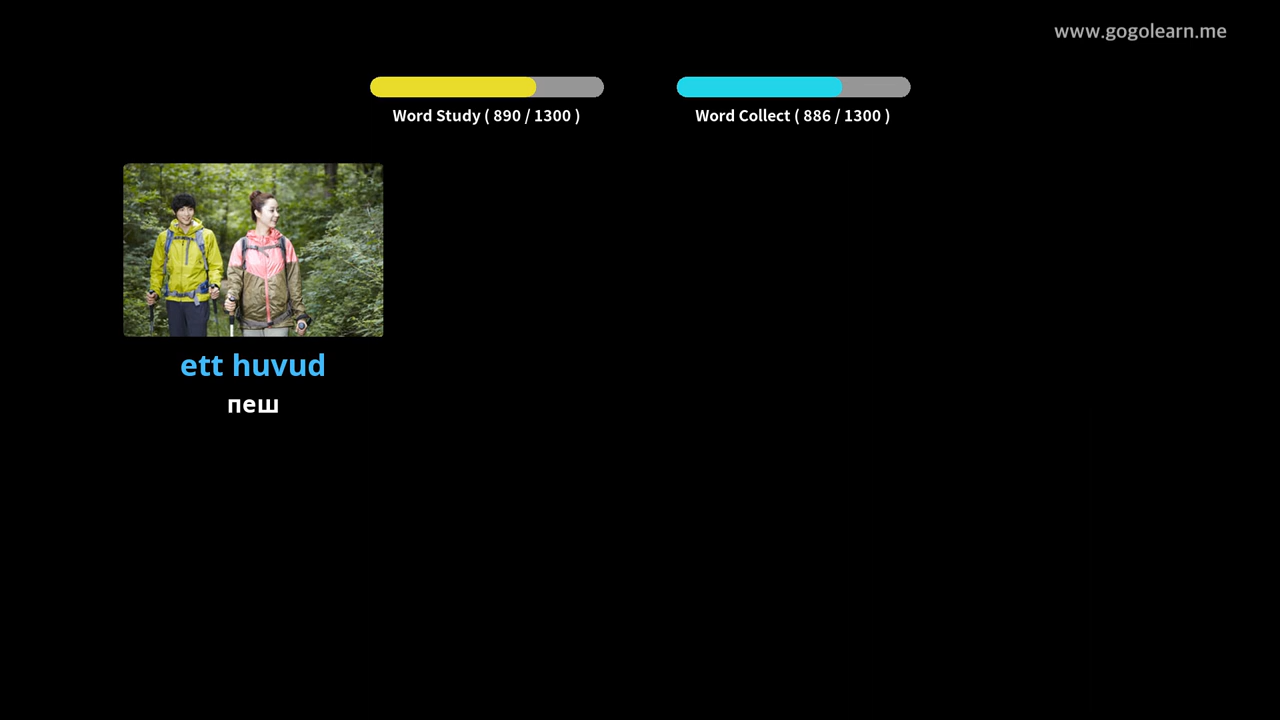 www.gogolearn.me
Word Study ( 890 / 1300 )
Word Collect ( 886 / 1300 )
ett huvud
пеш